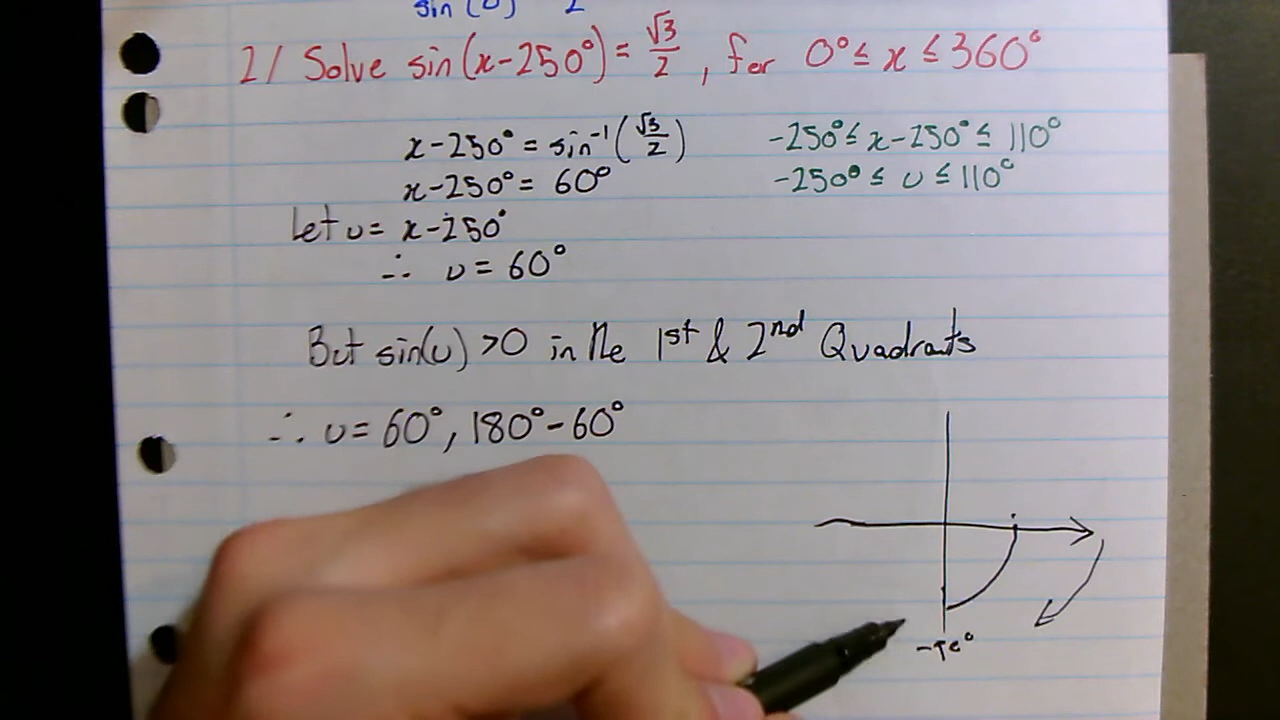 sin(
2/ Solve sin(x-250°) = √3/2, for 0° ≤ x ≤ 360°
x-250° = sin⁻¹(√3/2)
-250° ≤ x-250° ≤ 110°
x-250° = 60°
-250° ≤ u ≤ 110°
Let u = x-250°
∴ u = 60°
But sin(u) >0 in the 1st & 2nd Quadrants
∴ u = 60°, 180°-60°